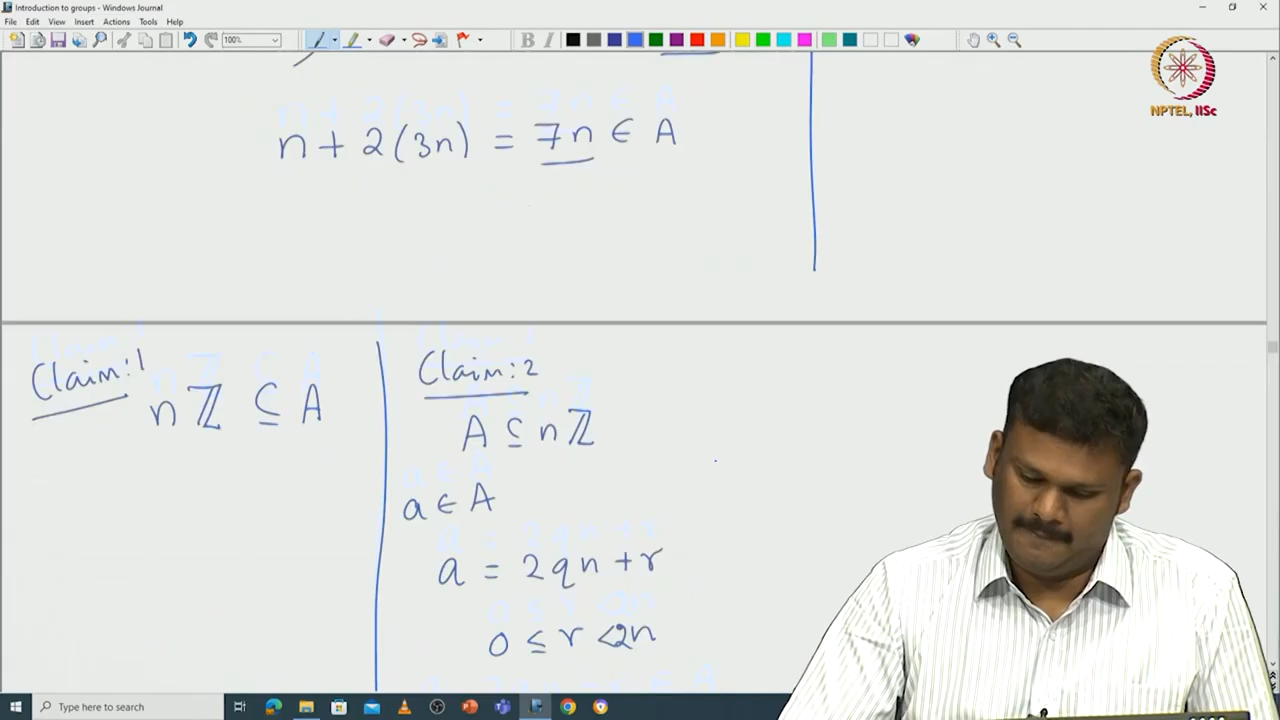 Introduction to groups - Windows Journal
File Edit View Insert Actions Tools Help
100%
B I
NPTEL, IISc
n + 2(3n) = 7n ∈ A
Claim:1
nℤ ⊆ A
Claim:2
A ⊆ nℤ
a ∈ A
a = 2qn + r
0 ≤ r < 2n
Type here to search